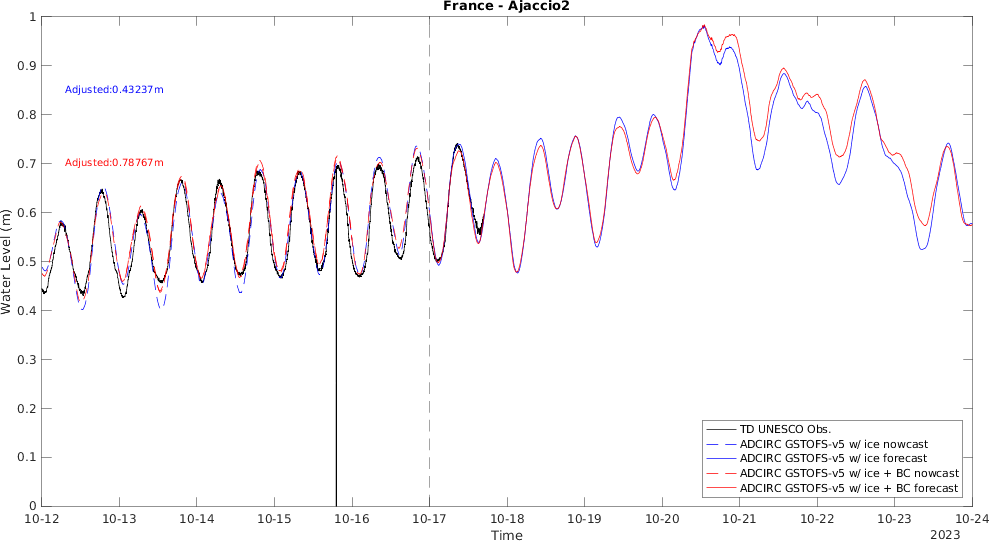 France - Ajaccio2
1
0.9
0.8
0.7
0.6
0.5
0.4
0.3
0.2
0.1
0
Water Level (m)
Adjusted:0.43237m
Adjusted:0.78767m
TD UNESCO Obs.
ADCIRC GSTOFS-v5 w/ ice nowcast
ADCIRC GSTOFS-v5 w/ ice forecast
ADCIRC GSTOFS-v5 w/ ice + BC nowcast
ADCIRC GSTOFS-v5 w/ ice + BC forecast
10-12 10-13 10-14 10-15 10-16 10-17 10-18 10-19 10-20 10-21 10-22 10-23 10-24
Time
2023